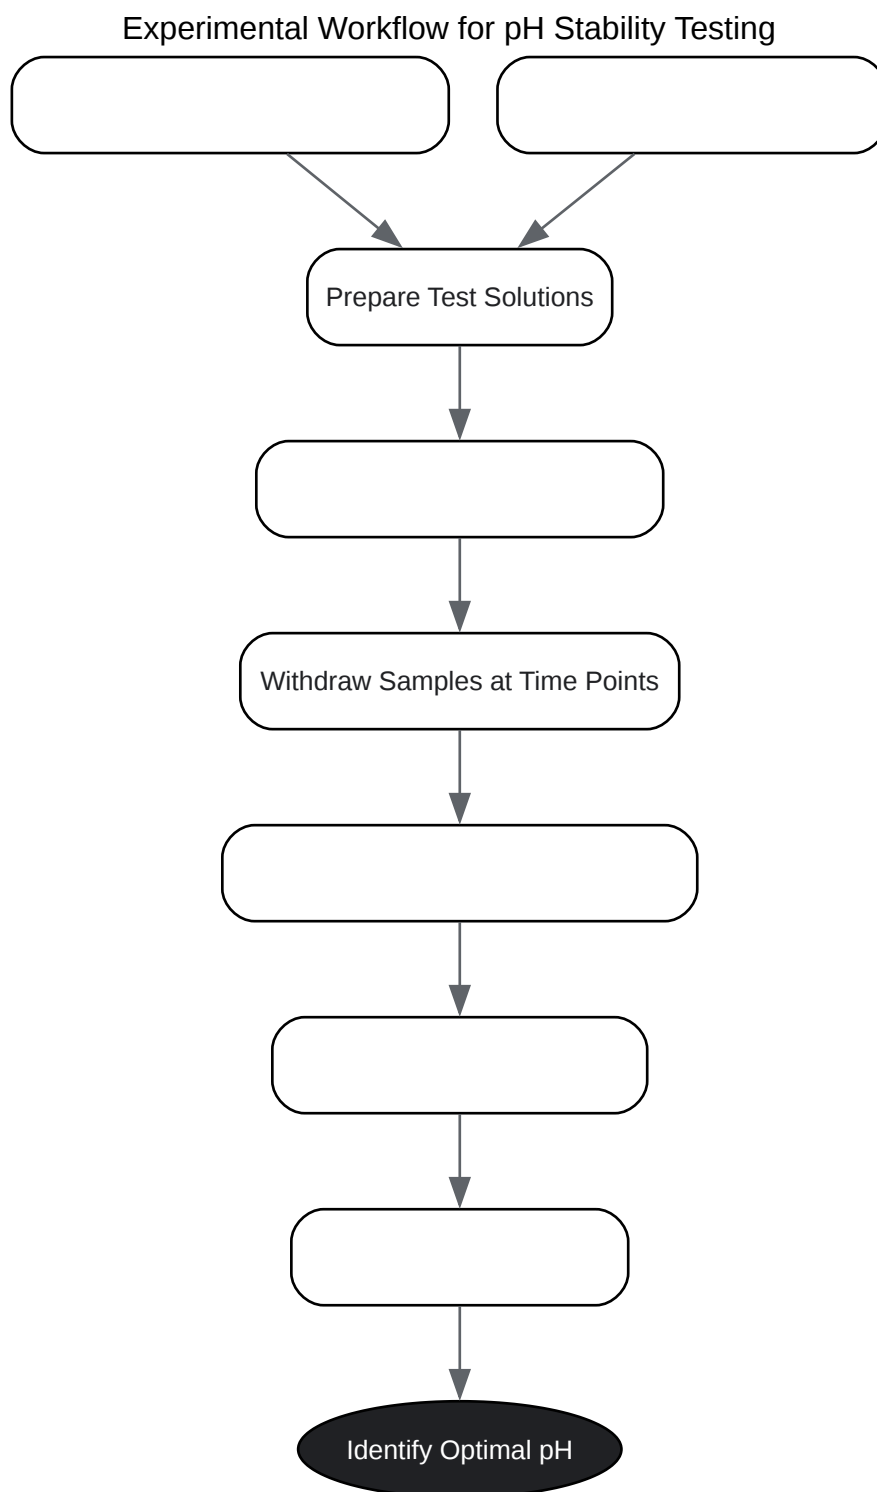 Experimental Workflow for pH Stability Testing
Prepare Test Solutions
Withdraw Samples at Time Points
Identify Optimal pH